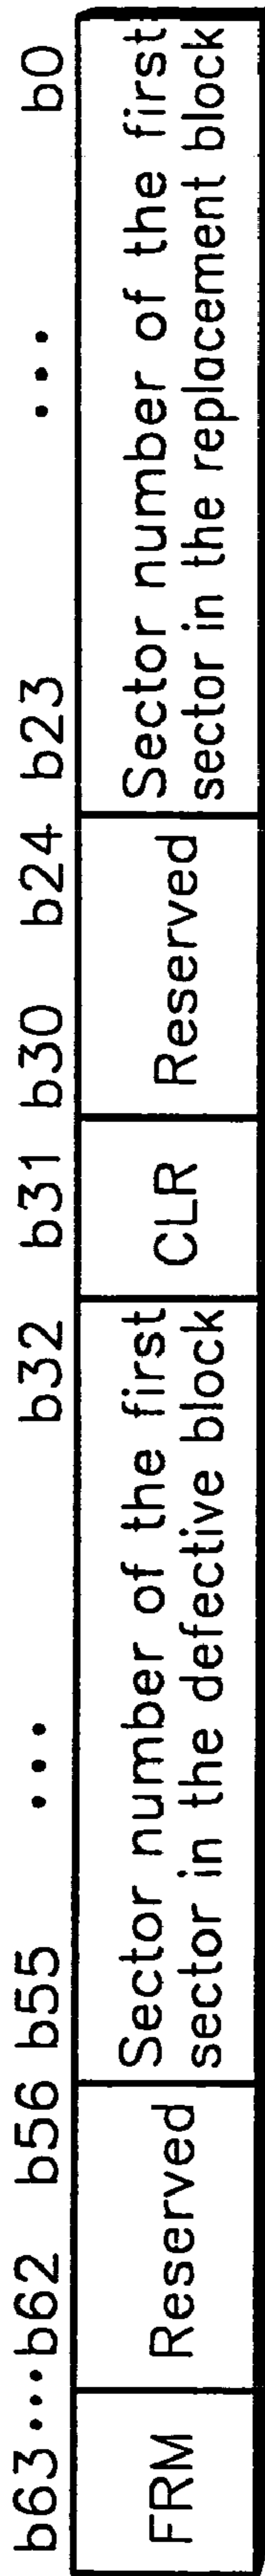 b63 ••• b62 b56 b55 ••• b32 b31 b30 b24 b23 ••• b0
FRM
Reserved
Sector number of the first
sector in the defective block
CLR
Reserved
Sector number of the first
sector in the replacement block